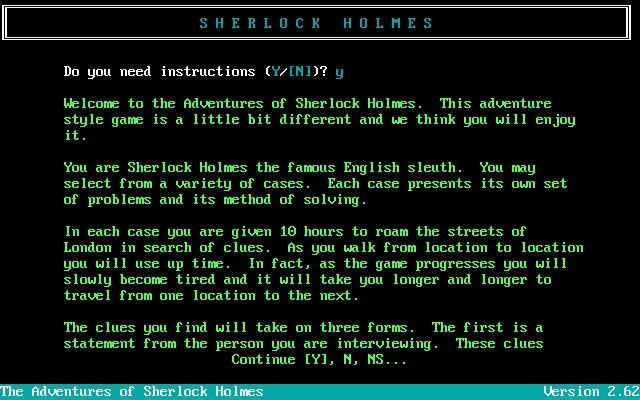 S H E R L O C K   H O L M E S
Do you need instructions (Y/[N])? y
Welcome to the Adventures of Sherlock Holmes.  This adventure
style game is a little bit different and we think you will enjoy
it.
You are Sherlock Holmes the famous English sleuth.  You may
select from a variety of cases.  Each case presents its own set
of problems and its method of solving.
In each case you are given 10 hours to roam the streets of
London in search of clues.  As you walk from location to location
you will use up time.  In fact, as the game progresses you will
slowly become tired and it will take you longer and longer to
travel from one location to the next.
The clues you find will take on three forms.  The first is a
statement from the person you are interviewing.  These clues
Continue [Y], N, NS...
The Adventures of Sherlock Holmes
Version 2.62